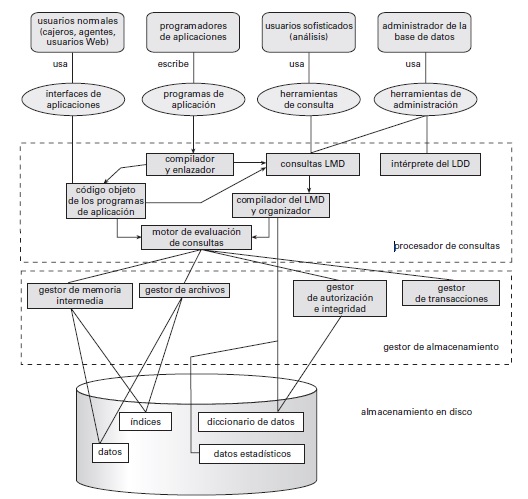 usuarios normales
(cajeros, agentes,
usuarios Web)
programadores
de aplicaciones
usuarios sofisticados
(análisis)
administrador de la
base de datos
usa
escribe
usa
usa
interfaces de
aplicaciones
programas de
aplicación
herramientas
de consulta
herramientas de
administración
compilador
y enlazador
consultas LMD
intérprete del LDD
código objeto
de los programas
de aplicación
compilador del LMD
y organizador
motor de evaluación
de consultas
procesador de consultas
gestor de memoria
intermedia
gestor de archivos
gestor
de autorización
e integridad
gestor
de transacciones
gestor de almacenamiento
almacenamiento en disco
índices
diccionario de datos
datos
datos estadísticos